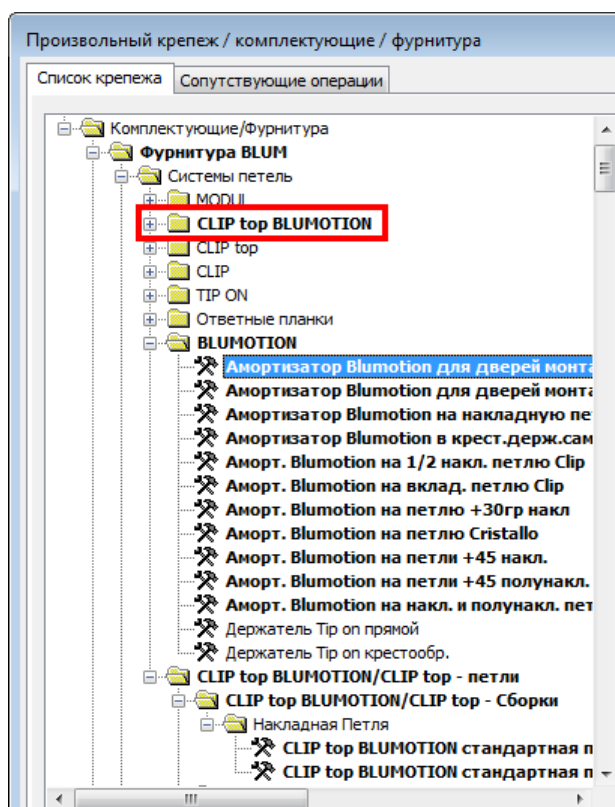 Произвольный крепеж / комплектующие / фурнитура
Список крепежа Сопутствующие операции
Комплектующие/Фурнитура
Фурнитура BLUM
Системы петель
MODUL
CLIP top BLUMOTION
CLIP top
CLIP
TIP ON
Ответные планки
BLUMOTION
Амортизатор Blumotion для дверей монта
Амортизатор Blumotion для дверей монта
Амортизатор Blumotion на накладную пе
Амортизатор Blumotion в крест.держ.сам
Аморт. Blumotion на 1/2 накл. петлю Clip
Аморт. Blumotion на вклад. петлю Clip
Аморт. Blumotion на петлю +30гр накл
Аморт. Blumotion на петлю Cristallo
Аморт. Blumotion на петли +45 накл.
Аморт. Blumotion на петли +45 полунакл.
Аморт. Blumotion на накл. и полунакл. пет
Держатель Tip on прямой
Держатель Tip on крестообр.
CLIP top BLUMOTION/CLIP top - петли
CLIP top BLUMOTION/CLIP top - Сборки
Накладная Петля
CLIP top BLUMOTION стандартная п
CLIP top BLUMOTION стандартная п